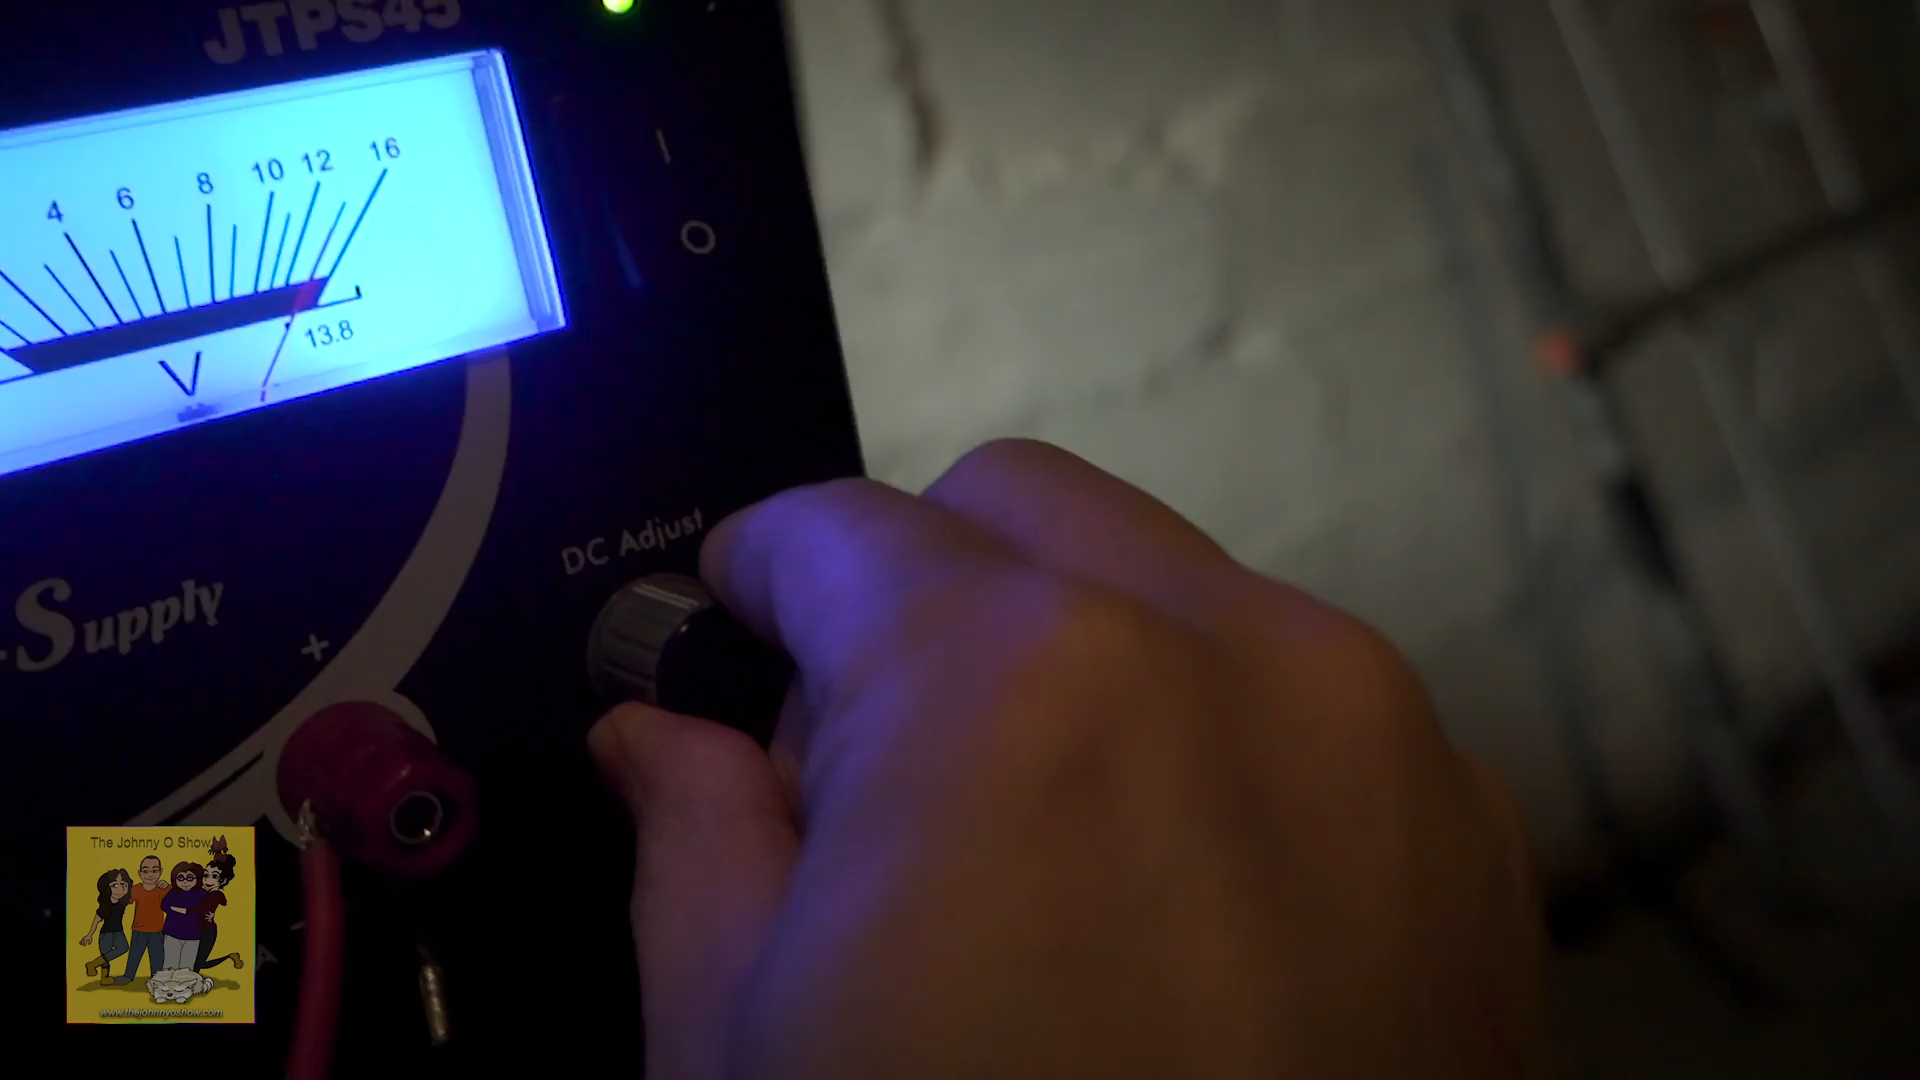 JTPS45
4 6 8 10 12 16
13.8
V
I
O
DC Adjust
Supply
+
The Johnny O Show
www.thejohnnyoshow.com